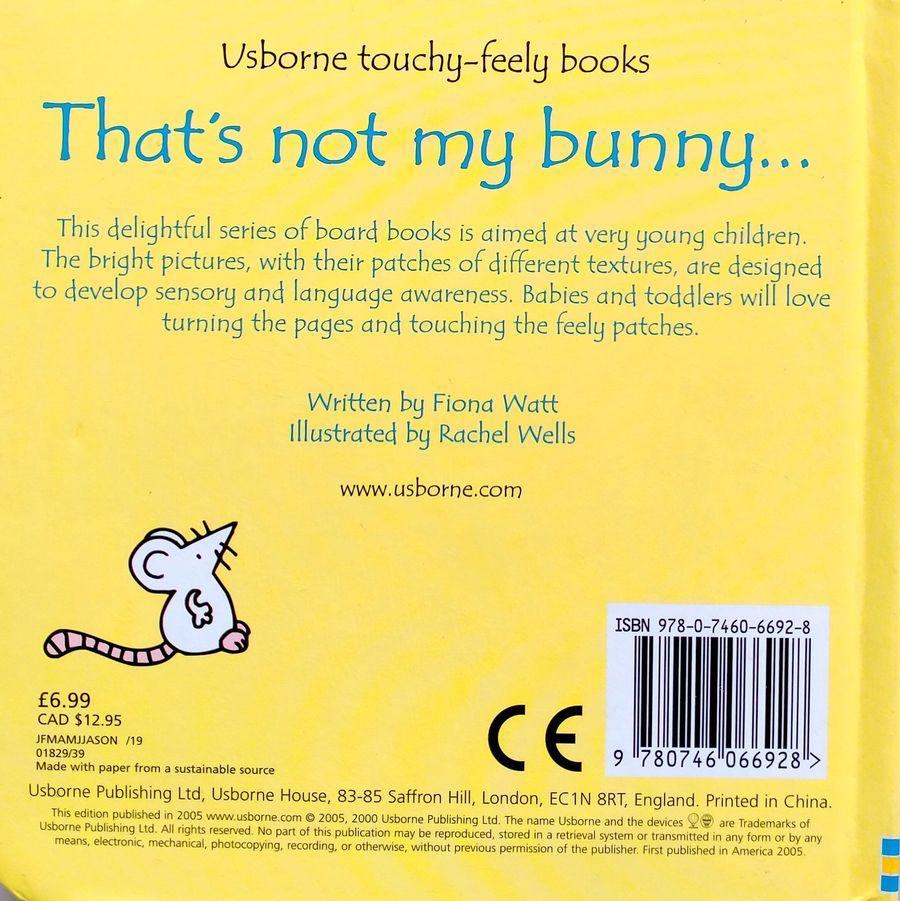 Usborne touchy-feely books
That's not my bunny...
This delightful series of board books is aimed at very young children.
The bright pictures, with their patches of different textures, are designed
to develop sensory and language awareness. Babies and toddlers will love
turning the pages and touching the feely patches.
Written by Fiona Watt
Illustrated by Rachel Wells
www.usborne.com
ISBN 978-0-7460-6692-8
9 780746 066928 >
£6.99
CAD $12.95
JFMAMJJASON /19
01829/39
Made with paper from a sustainable source
CE
Usborne Publishing Ltd, Usborne House, 83-85 Saffron Hill, London, EC1N 8RT, England. Printed in China.
This edition published in 2005 www.usborne.com © 2005, 2000 Usborne Publishing Ltd. The name Usborne and the devices are Trademarks of
Usborne Publishing Ltd. All rights reserved. No part of this publication may be reproduced, stored in a retrieval system or transmitted in any form or by any
means, electronic, mechanical, photocopying, recording, or otherwise, without previous permission of the publisher. First published in America 2005.